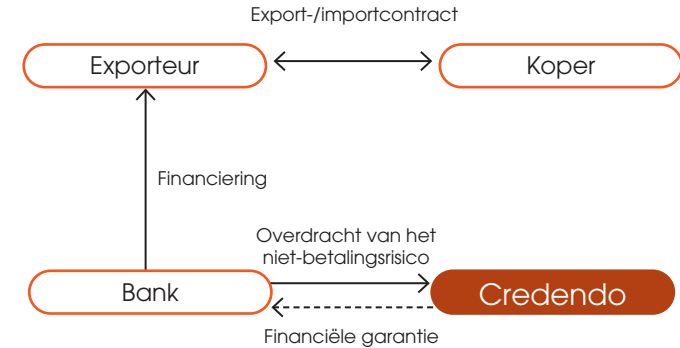 Export-/importcontract
Exporteur
Koper
Financiering
Overdracht van het
niet-betalingsrisico
Bank
Credendo
Financiële garantie